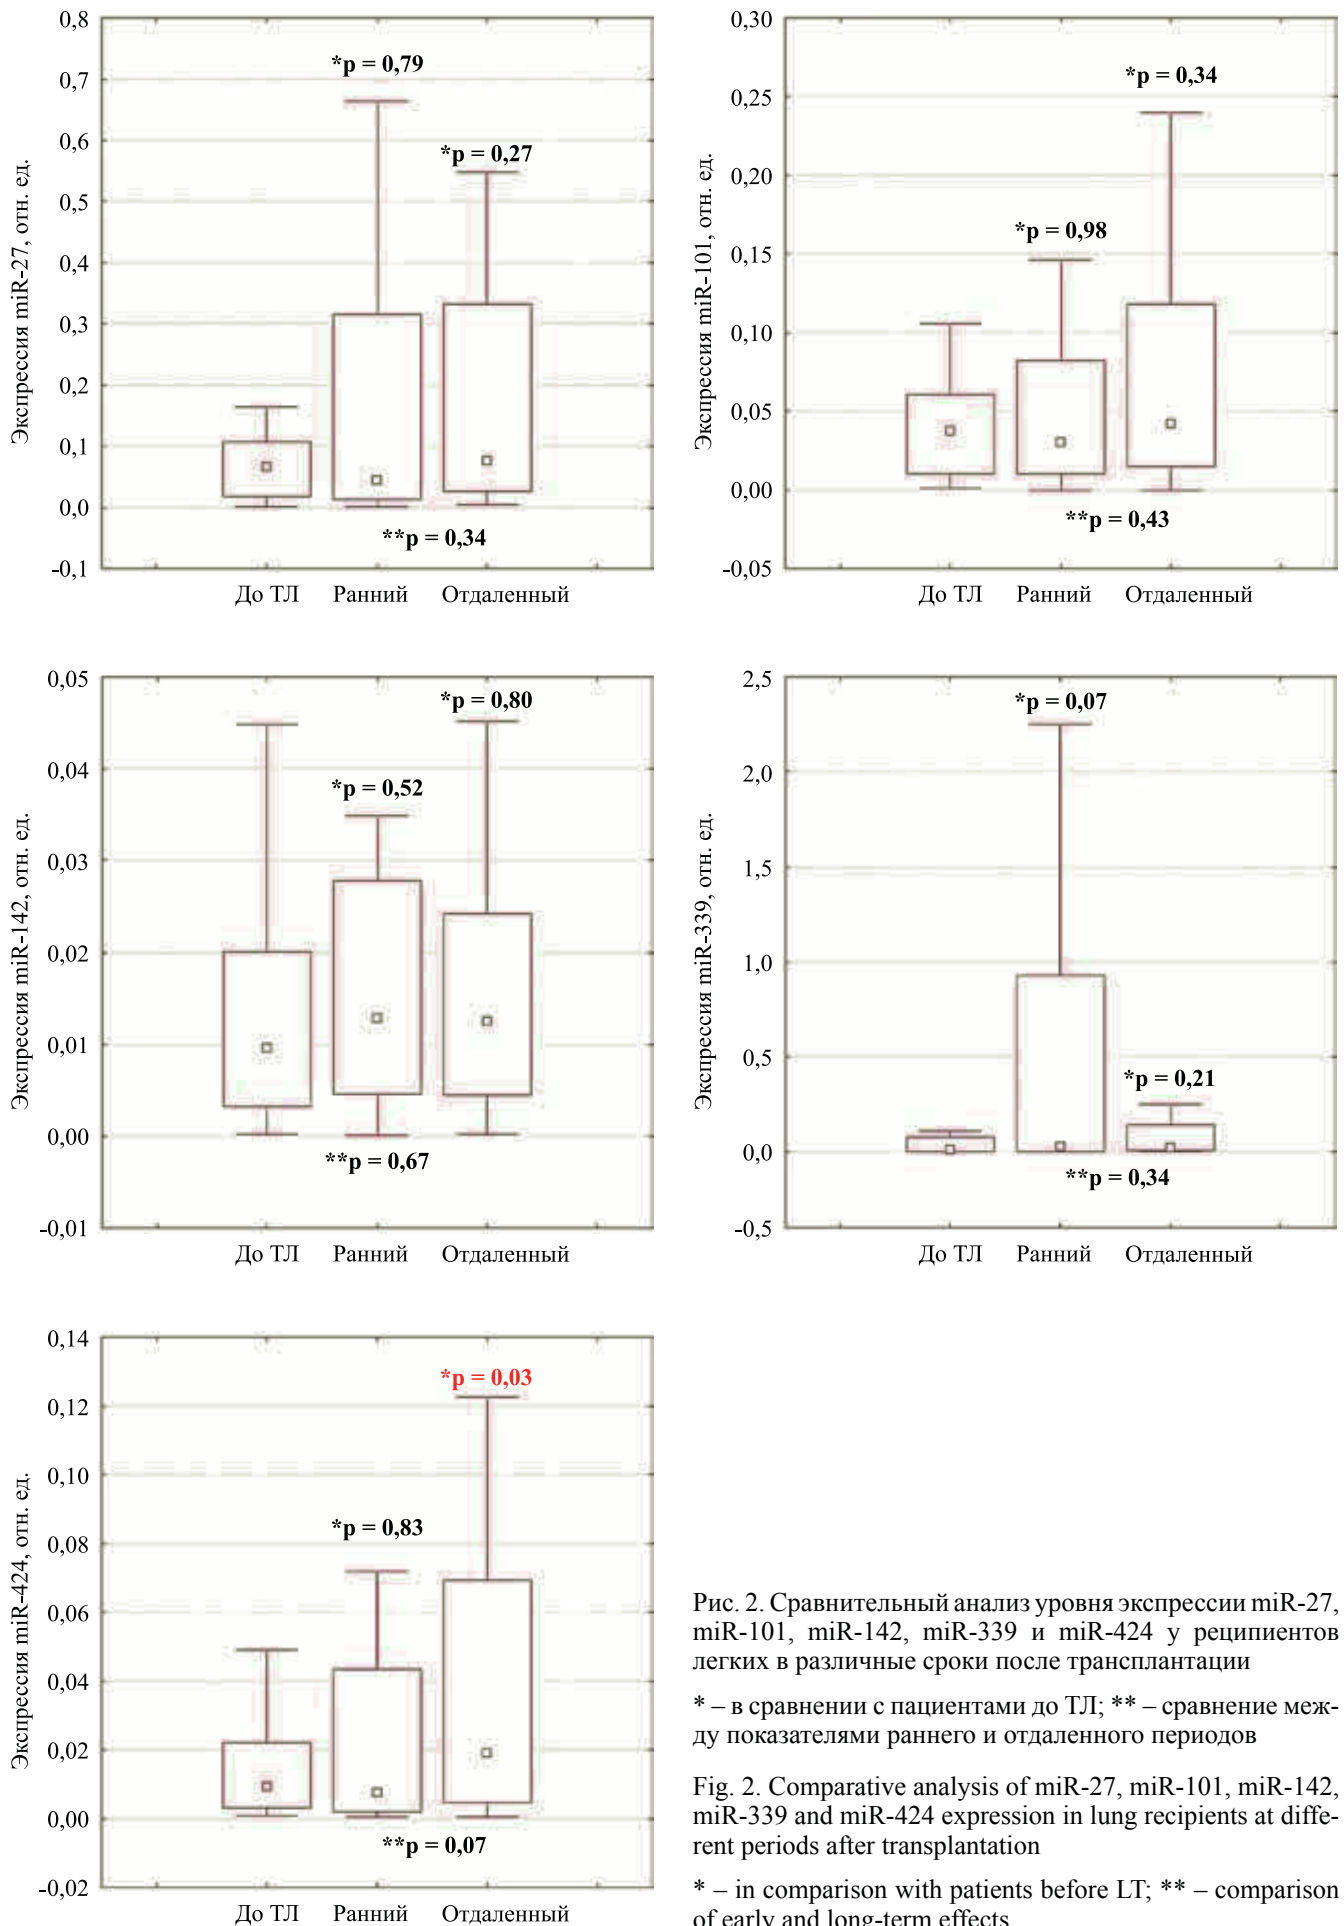 Экспрессия miR-27, отн. ед.
0,8
0,7
0,6
0,5
0,4
0,3
0,2
0,1
0,0
-0,1
*p = 0,79
*p = 0,27
**p = 0,34
До ТЛ Ранний Отдаленный
Экспрессия miR-101, отн. ед.
0,30
0,25
0,20
0,15
0,10
0,05
0,00
-0,05
*p = 0,34
*p = 0,98
**p = 0,43
До ТЛ Ранний Отдаленный
Экспрессия miR-142, отн. ед.
0,05
0,04
0,03
0,02
0,01
0,00
-0,01
*p = 0,80
*p = 0,52
**p = 0,67
До ТЛ Ранний Отдаленный
Экспрессия miR-339, отн. ед.
2,5
2,0
1,5
1,0
0,5
0,0
-0,5
*p = 0,07
*p = 0,21
**p = 0,34
До ТЛ Ранний Отдаленный
Экспрессия miR-424, отн. ед.
0,14
0,12
0,10
0,08
0,06
0,04
0,02
0,00
-0,02
*p = 0,03
*p = 0,83
**p = 0,07
До ТЛ Ранний Отдаленный
Рис. 2. Сравнительный анализ уровня экспрессии miR-27,
miR-101, miR-142, miR-339 и miR-424 у реципиентов
легких в различные сроки после трансплантации
* – в сравнении с пациентами до ТЛ; ** – сравнение меж-
ду показателями раннего и отдаленного периодов
Fig. 2. Comparative analysis of miR-27, miR-101, miR-142,
miR-339 and miR-424 expression in lung recipients at diffe-
rent periods after transplantation
* – in comparison with patients before LT; ** – comparison
of early and long-term effects